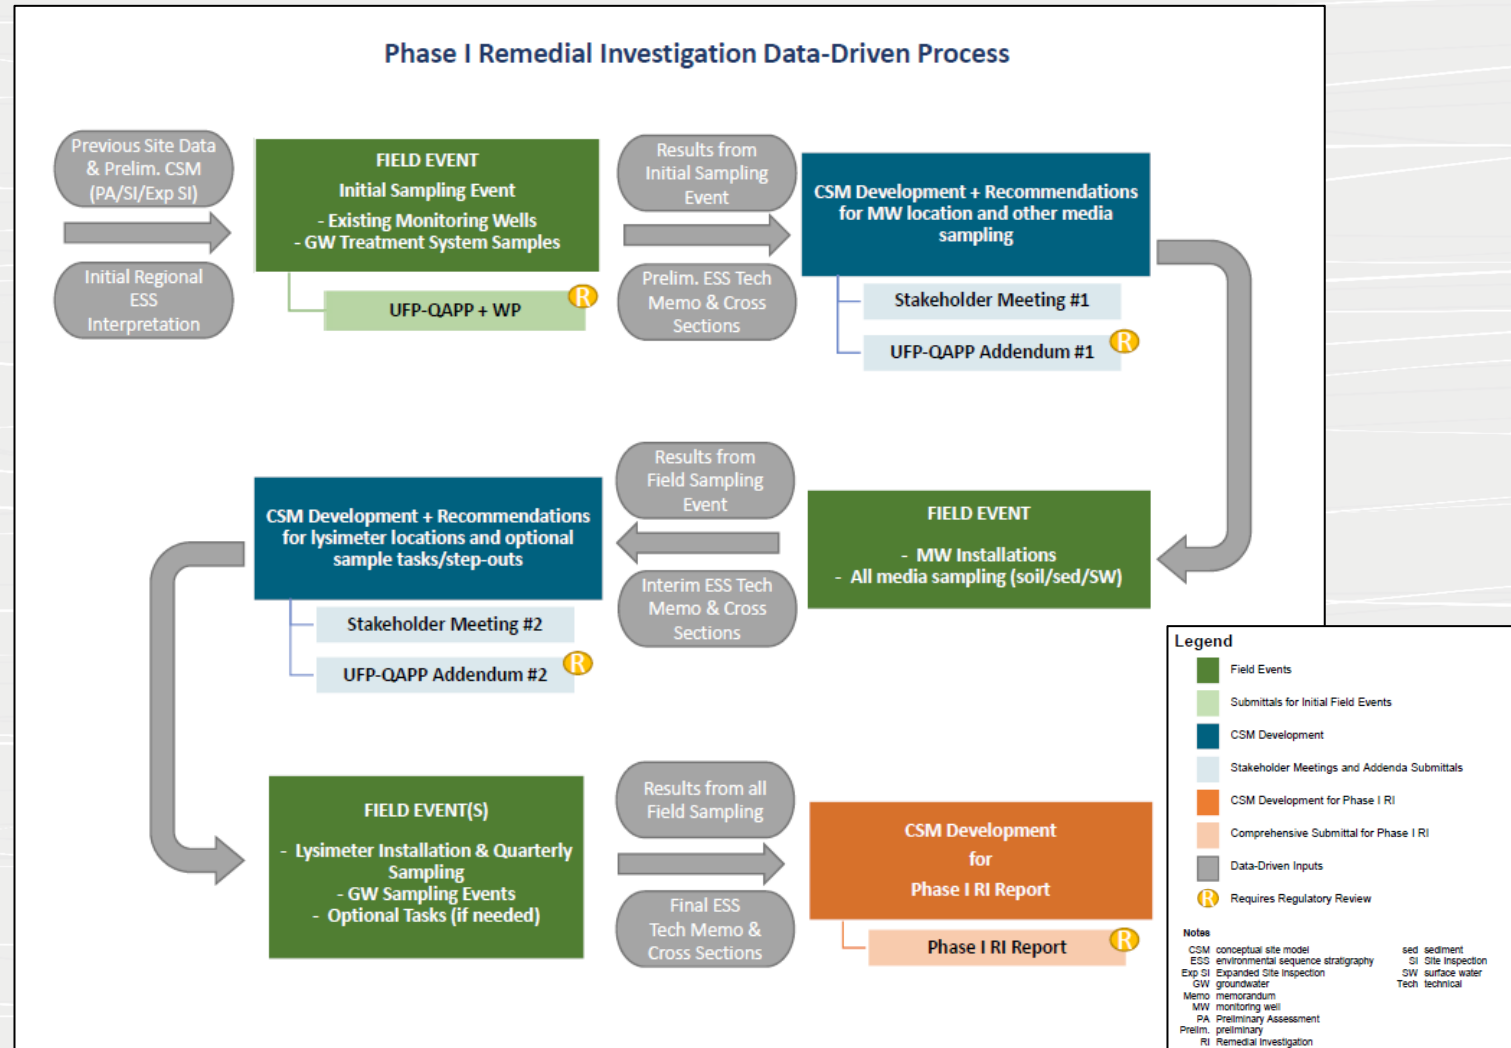 Phase I Remedial Investigation Data-Driven Process
Previous Site Data
& Prelim. CSM
(PA/SI/Exp SI)
Initial Regional
ESS
Interpretation
FIELD EVENT
Initial Sampling Event
- Existing Monitoring Wells
- GW Treatment System Samples
UFP-QAPP + WP
R
Results from
Initial Sampling
Event
Prelim. ESS Tech
Memo & Cross
Sections
CSM Development + Recommendations
for MW location and other media
sampling
Stakeholder Meeting #1
UFP-QAPP Addendum #1
R
FIELD EVENT
- MW Installations
- All media sampling (soil/sed/SW)
Results from
Field Sampling
Event
Interim ESS Tech
Memo & Cross
Sections
CSM Development + Recommendations
for lysimeter locations and optional
sample tasks/step-outs
Stakeholder Meeting #2
UFP-QAPP Addendum #2
R
FIELD EVENT(S)
- Lysimeter Installation & Quarterly
Sampling
- GW Sampling Events
- Optional Tasks (if needed)
Results from all
Field Sampling
Final ESS
Tech Memo &
Cross Sections
CSM Development
for
Phase I RI Report
Phase I RI Report
R
Legend
Field Events
Submittals for Initial Field Events
CSM Development
Stakeholder Meetings and Addenda Submittals
CSM Development for Phase I RI
Comprehensive Submittal for Phase I RI
Data-Driven Inputs
R Requires Regulatory Review
Notes
CSM conceptual site model
ESS environmental sequence stratigraphy
Exp SI Expanded Site Inspection
GW groundwater
Memo memorandum
MW monitoring well
PA Preliminary Assessment
Prelim. preliminary
RI Remedial Investigation
sed sediment
SI Site Inspection
SW surface water
Tech technical